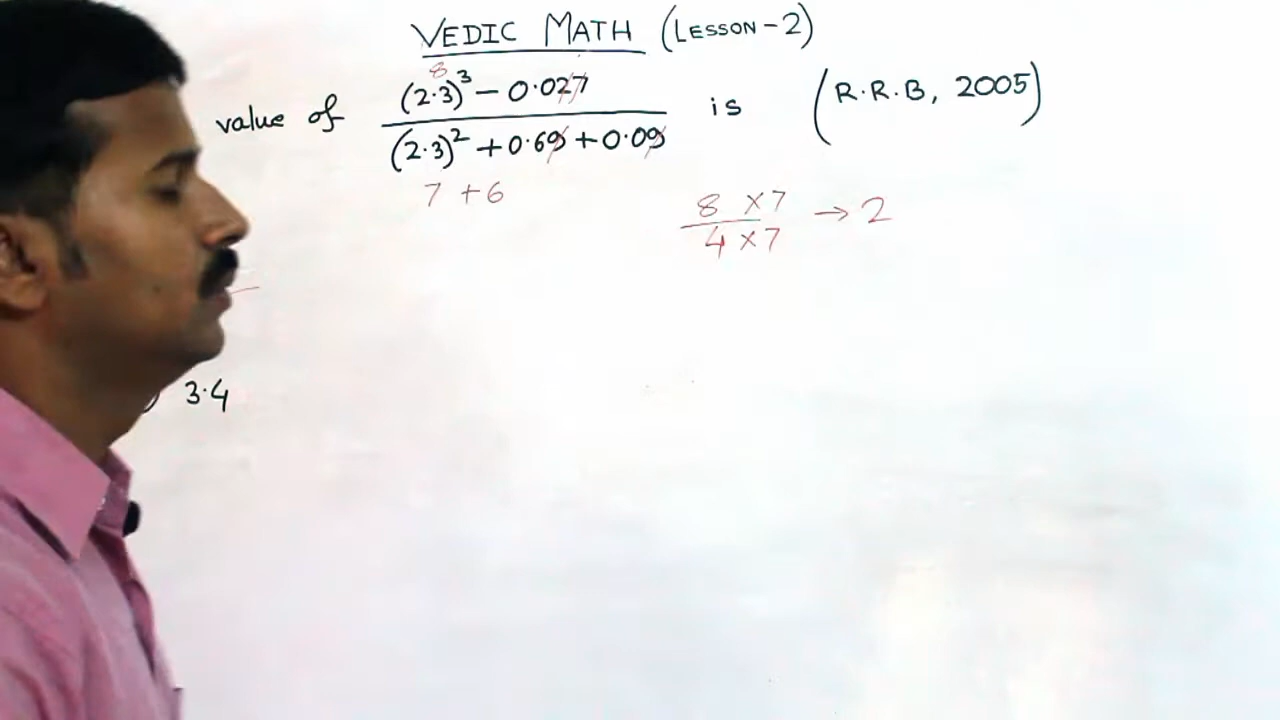 VEDIC MATH (LESSON-2)
8
(2.3)³ - 0.027
value of is (R.R.B, 2005)
(2.3)² + 0.69 + 0.09
7 + 6
8 × 7 → 2
4 × 7
3.4